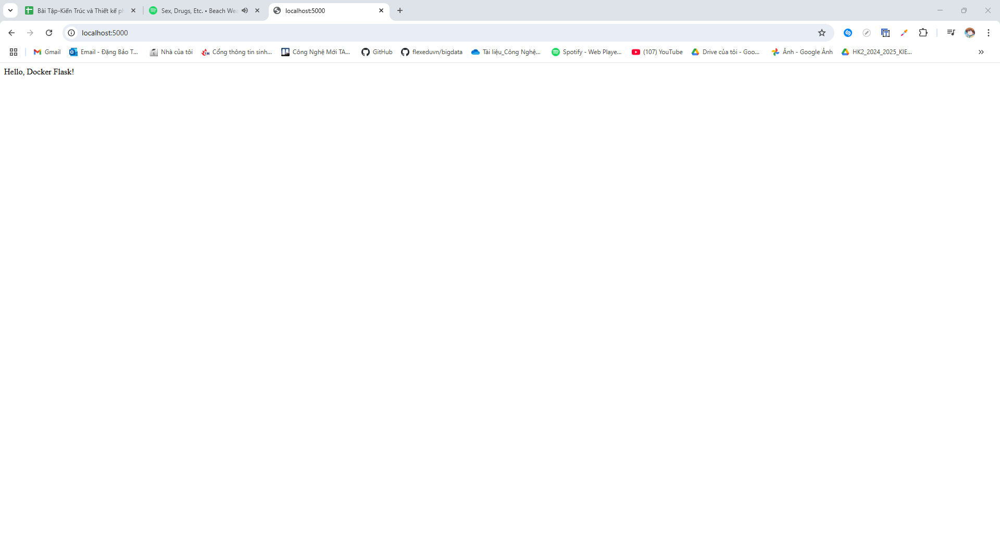 Bài Tập-Kiến Trúc và Thiết kế ph
Sex, Drugs, Etc. • Beach Wea
localhost:5000
localhost:5000
Gmail
Email - Đặng Bảo T...
Nhà của tôi
Cổng thông tin sinh...
Công Nghệ Mới TA...
GitHub
flexeduvn/bigdata
Tài liệu_Công Nghệ...
Spotify - Web Playe...
(107) YouTube
Drive của tôi - Goo...
Ảnh - Google Ảnh
HK2_2024_2025_KIE...
Hello, Docker Flask!